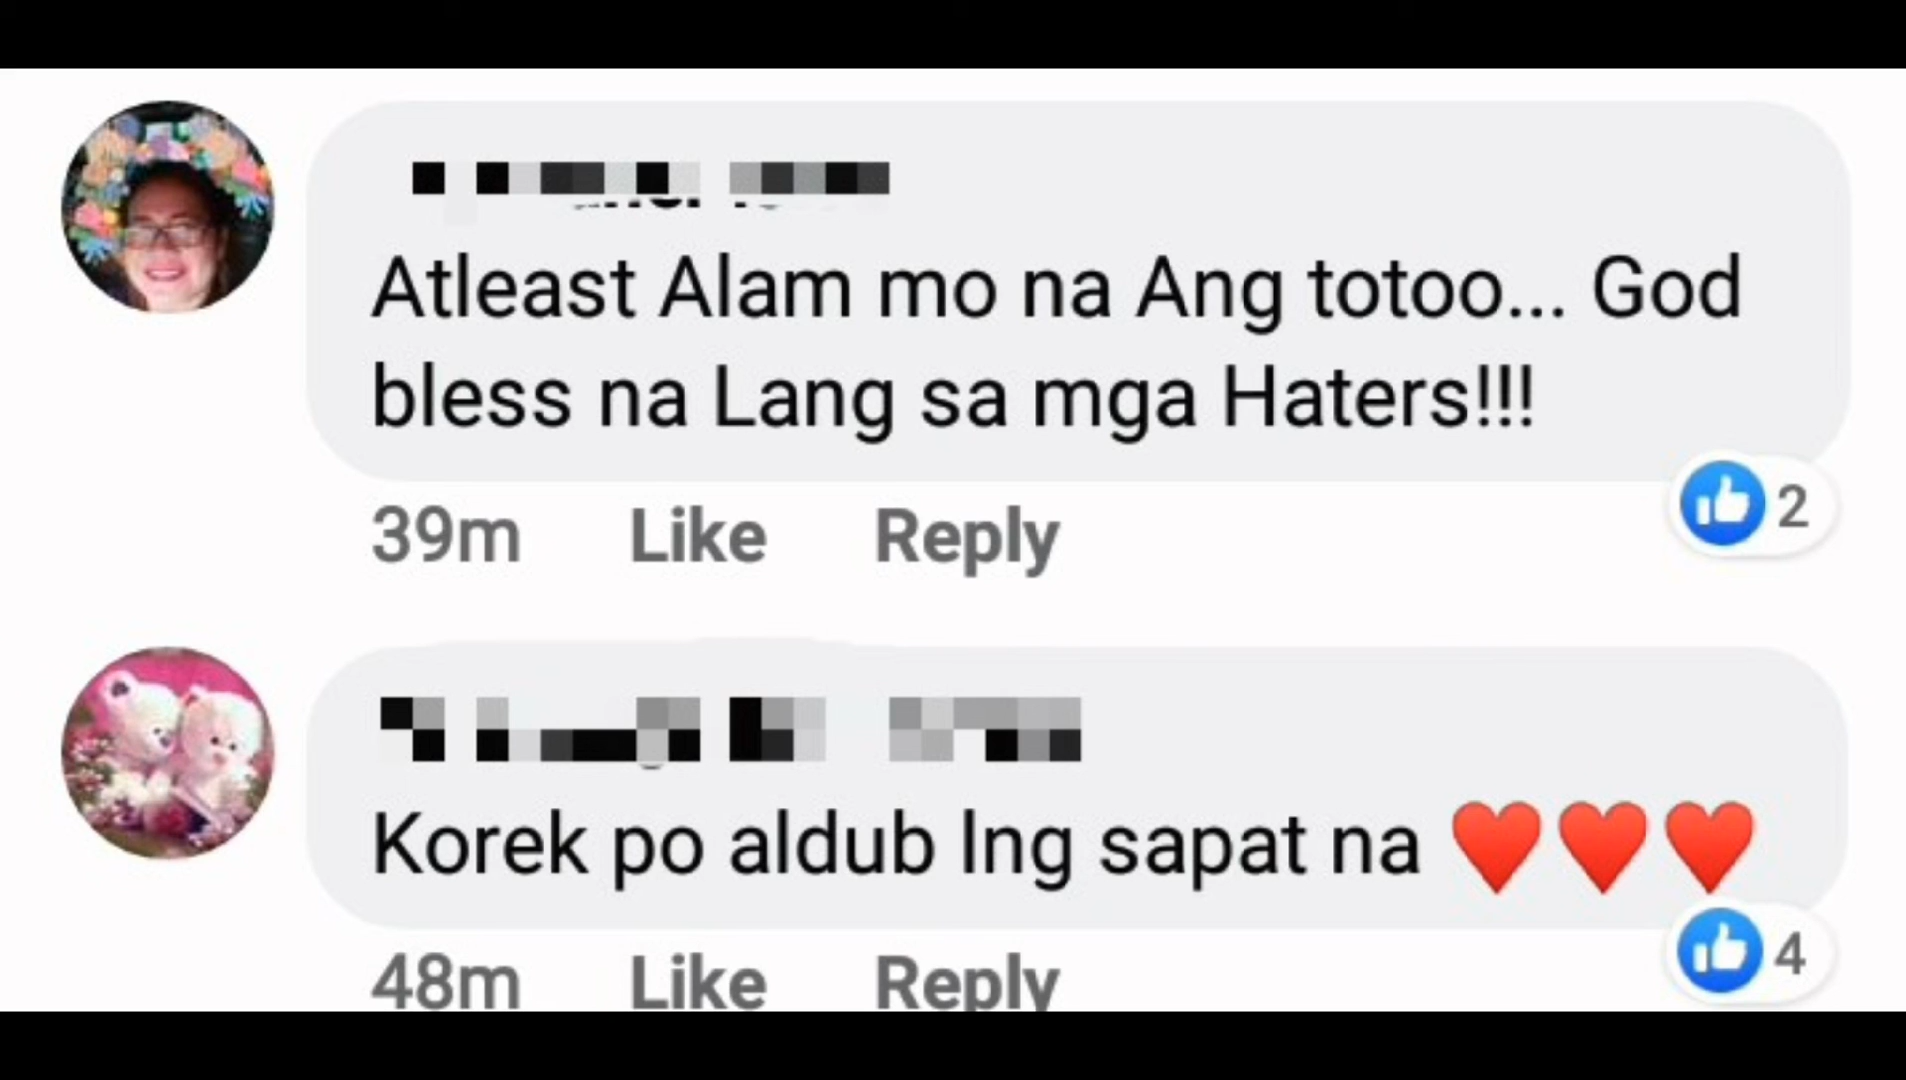 Atleast Alam mo na Ang totoo... God
bless na Lang sa mga Haters!!!
39m Like Reply
2
Korek po aldub lng sapat na ❤️❤️❤️
48m Like Reply
4